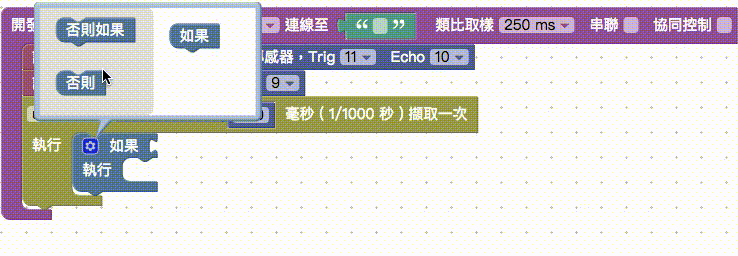 開
否則如果
如果
否則
連線至 “ ” 類比取樣 250 ms 串聯 協同控制
感器,Trig 11 Echo 10
9
毫秒 ( 1/1000 秒 ) 擷取一次
執行
如果
執行